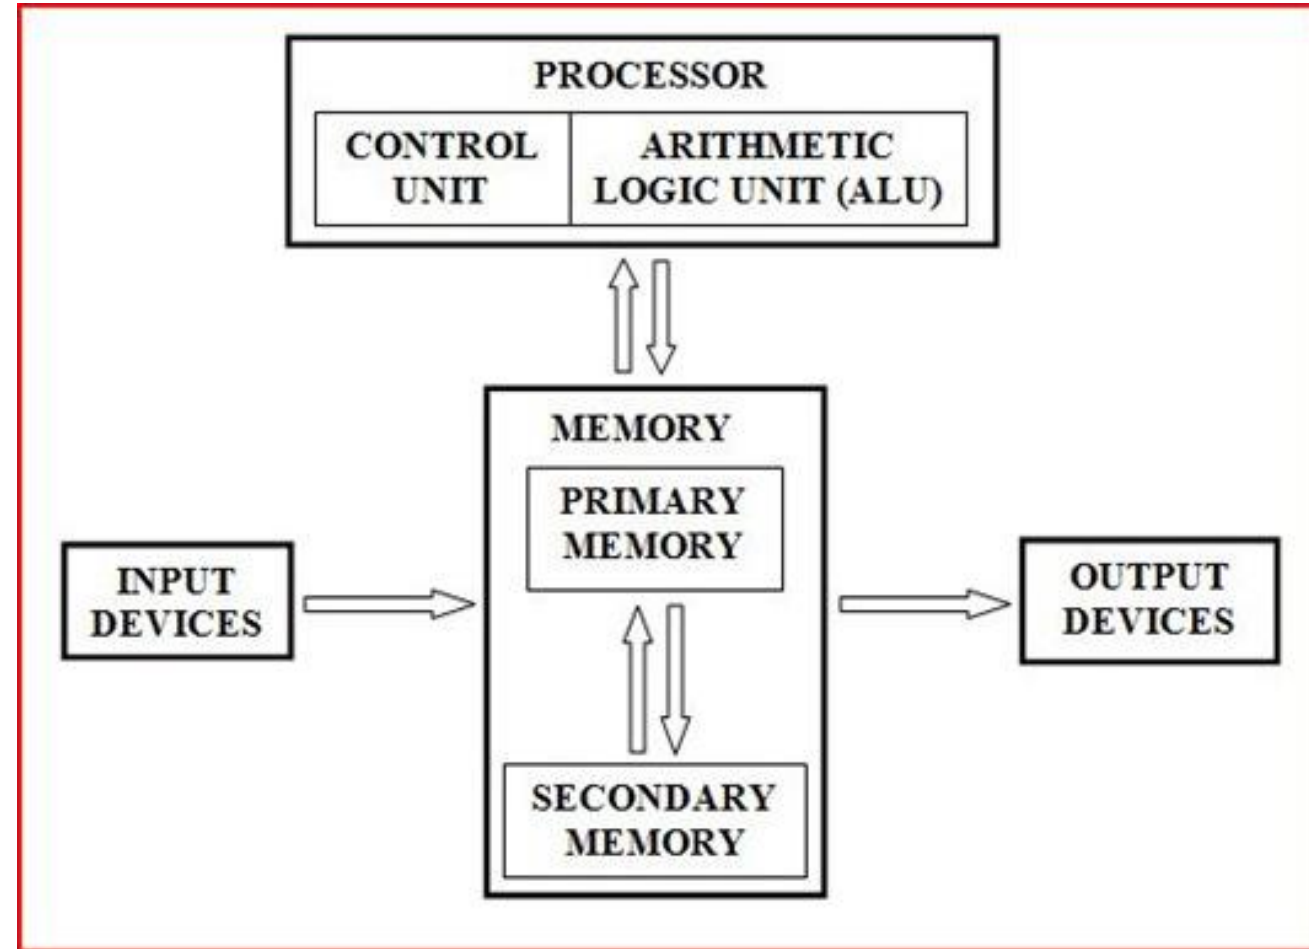 PROCESSOR
CONTROL
UNIT
ARITHMETIC
LOGIC UNIT (ALU)
MEMORY
PRIMARY
MEMORY
INPUT
DEVICES
OUTPUT
DEVICES
SECONDARY
MEMORY